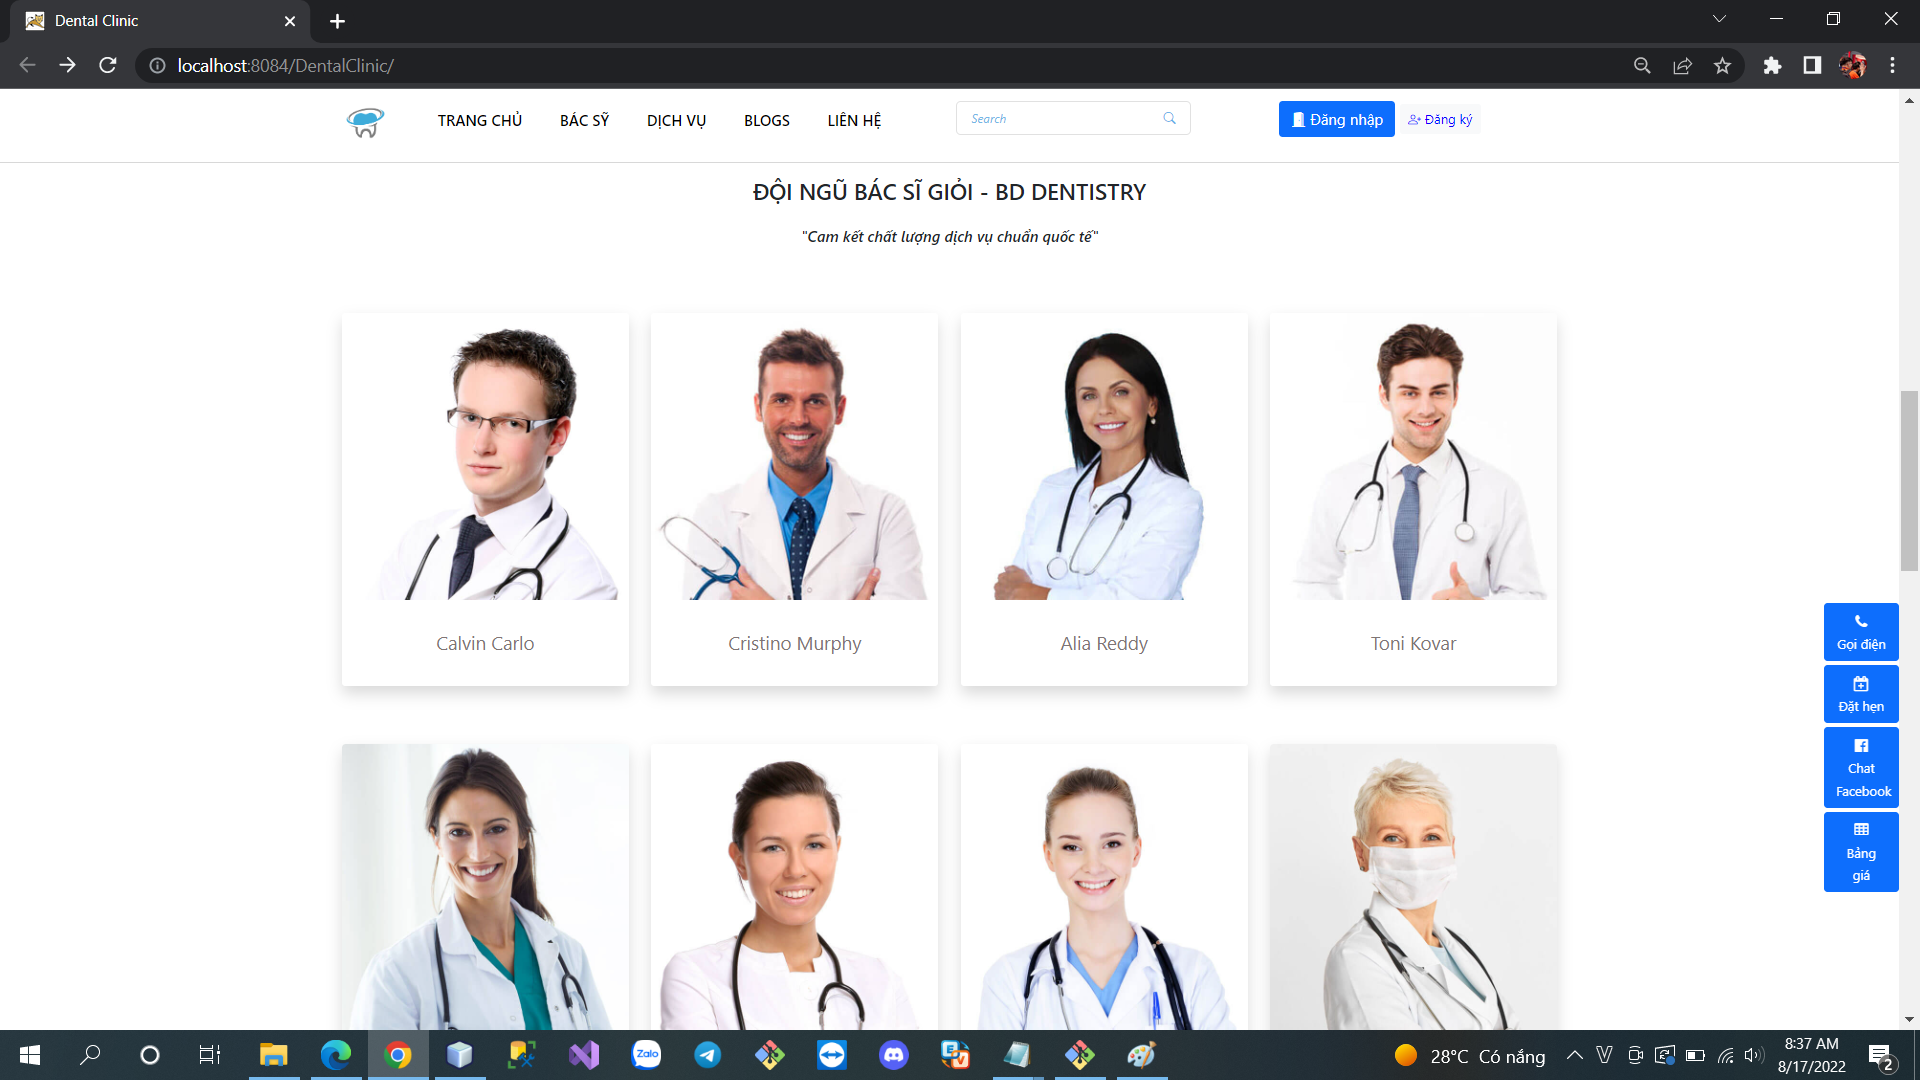 Dental Clinic
localhost:8084/DentalClinic/
TRANG CHỦ BÁC SỸ DỊCH VỤ BLOGS LIÊN HỆ Search Đăng nhập Đăng ký
ĐỘI NGŨ BÁC SĨ GIỎI - BD DENTISTRY
"Cam kết chất lượng dịch vụ chuẩn quốc tế"
Calvin Carlo Cristino Murphy Alia Reddy Toni Kovar
Gọi điện
Đặt hẹn
Chat
Facebook
Bảng
giá
Zalo
28°C Có nắng
8:37 AM
8/17/2022
2